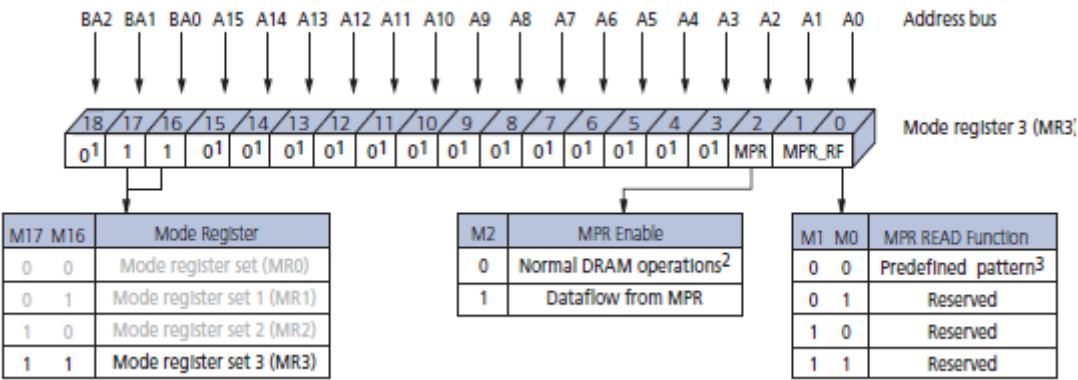 BA2 BA1 BA0 A15 A14 A13 A12 A11 A10 A9 A8 A7 A6 A5 A4 A3 A2 A1 A0 Address bus
18 17 16 15 14 13 12 11 10 9 8 7 6 5 4 3 2 1 0
Mode register 3 (MR3)
0¹ 1 1 0¹ 0¹ 0¹ 0¹ 0¹ 0¹ 0¹ 0¹ 0¹ 0¹ 0¹ 0¹ 0¹ MPR MPR_RF
M17 M16 Mode Register
0 0 Mode register set (MR0)
0 1 Mode register set 1 (MR1)
1 0 Mode register set 2 (MR2)
1 1 Mode register set 3 (MR3)
M2 MPR Enable
0 Normal DRAM operations²
1 Dataflow from MPR
M1 M0 MPR READ Function
0 0 Predefined pattern³
0 1 Reserved
1 0 Reserved
1 1 Reserved